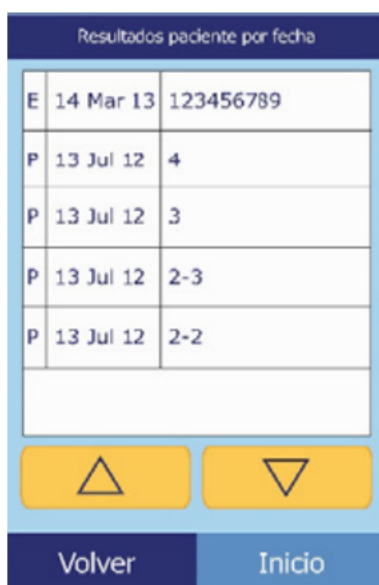 Resultados paciente por fecha
E 14 Mar 13 123456789
P 13 Jul 12 4
P 13 Jul 12 3
P 13 Jul 12 2-3
P 13 Jul 12 2-2
Volver Inicio